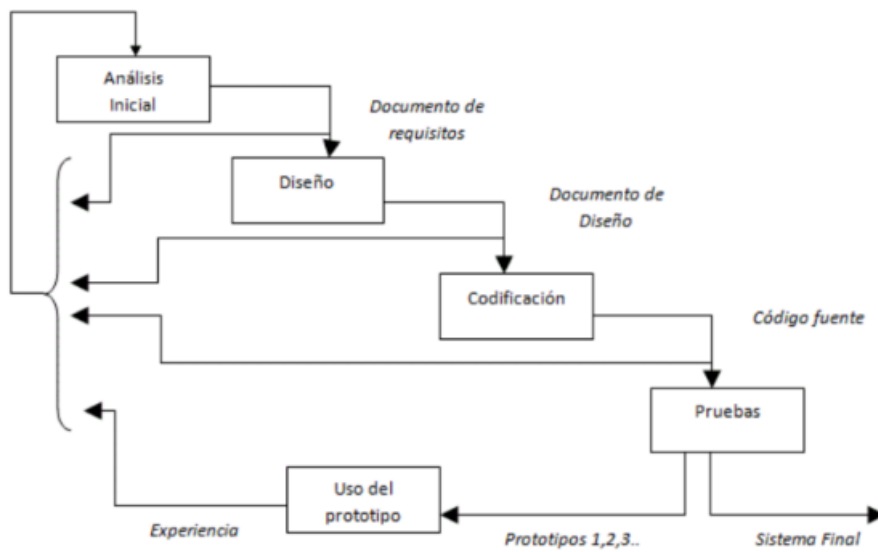 Análisis
Inicial
Documento de
requisitos
Diseño
Documento de
Diseño
Codificación
Código fuente
Pruebas
Uso del
prototipo
Experiencia
Prototipos 1,2,3..
Sistema Final